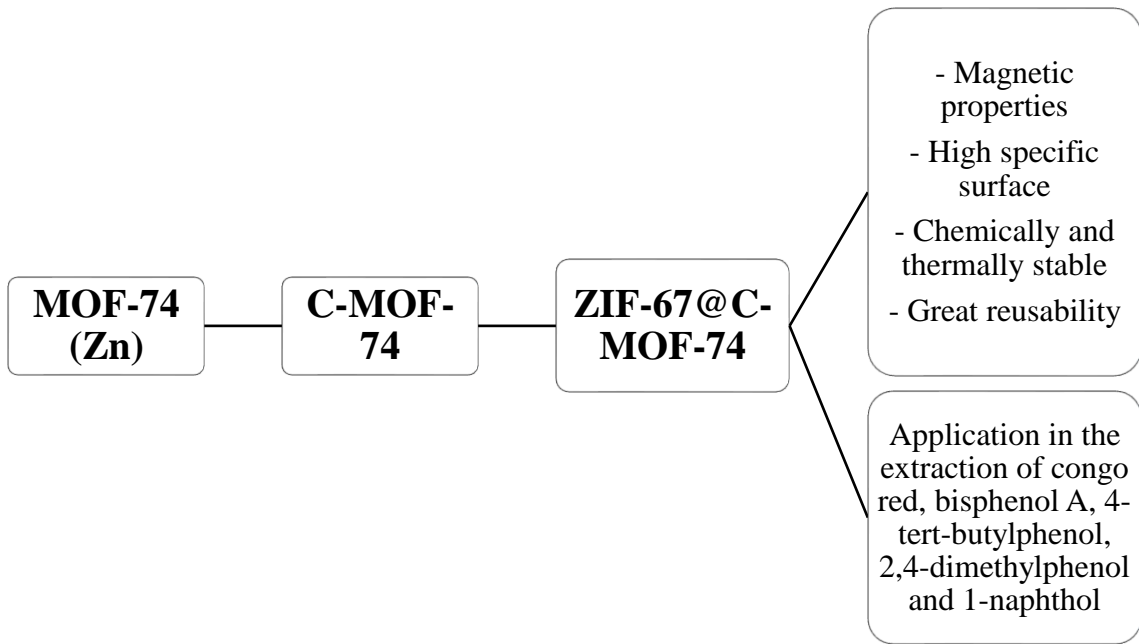 MOF-74
(Zn)
C-MOF-
74
ZIF-67@C-
MOF-74
- Magnetic
properties
- High specific
surface
- Chemically and
thermally stable
- Great reusability
Application in the
extraction of congo
red, bisphenol A, 4-
tert-butylphenol,
2,4-dimethylphenol
and 1-naphthol